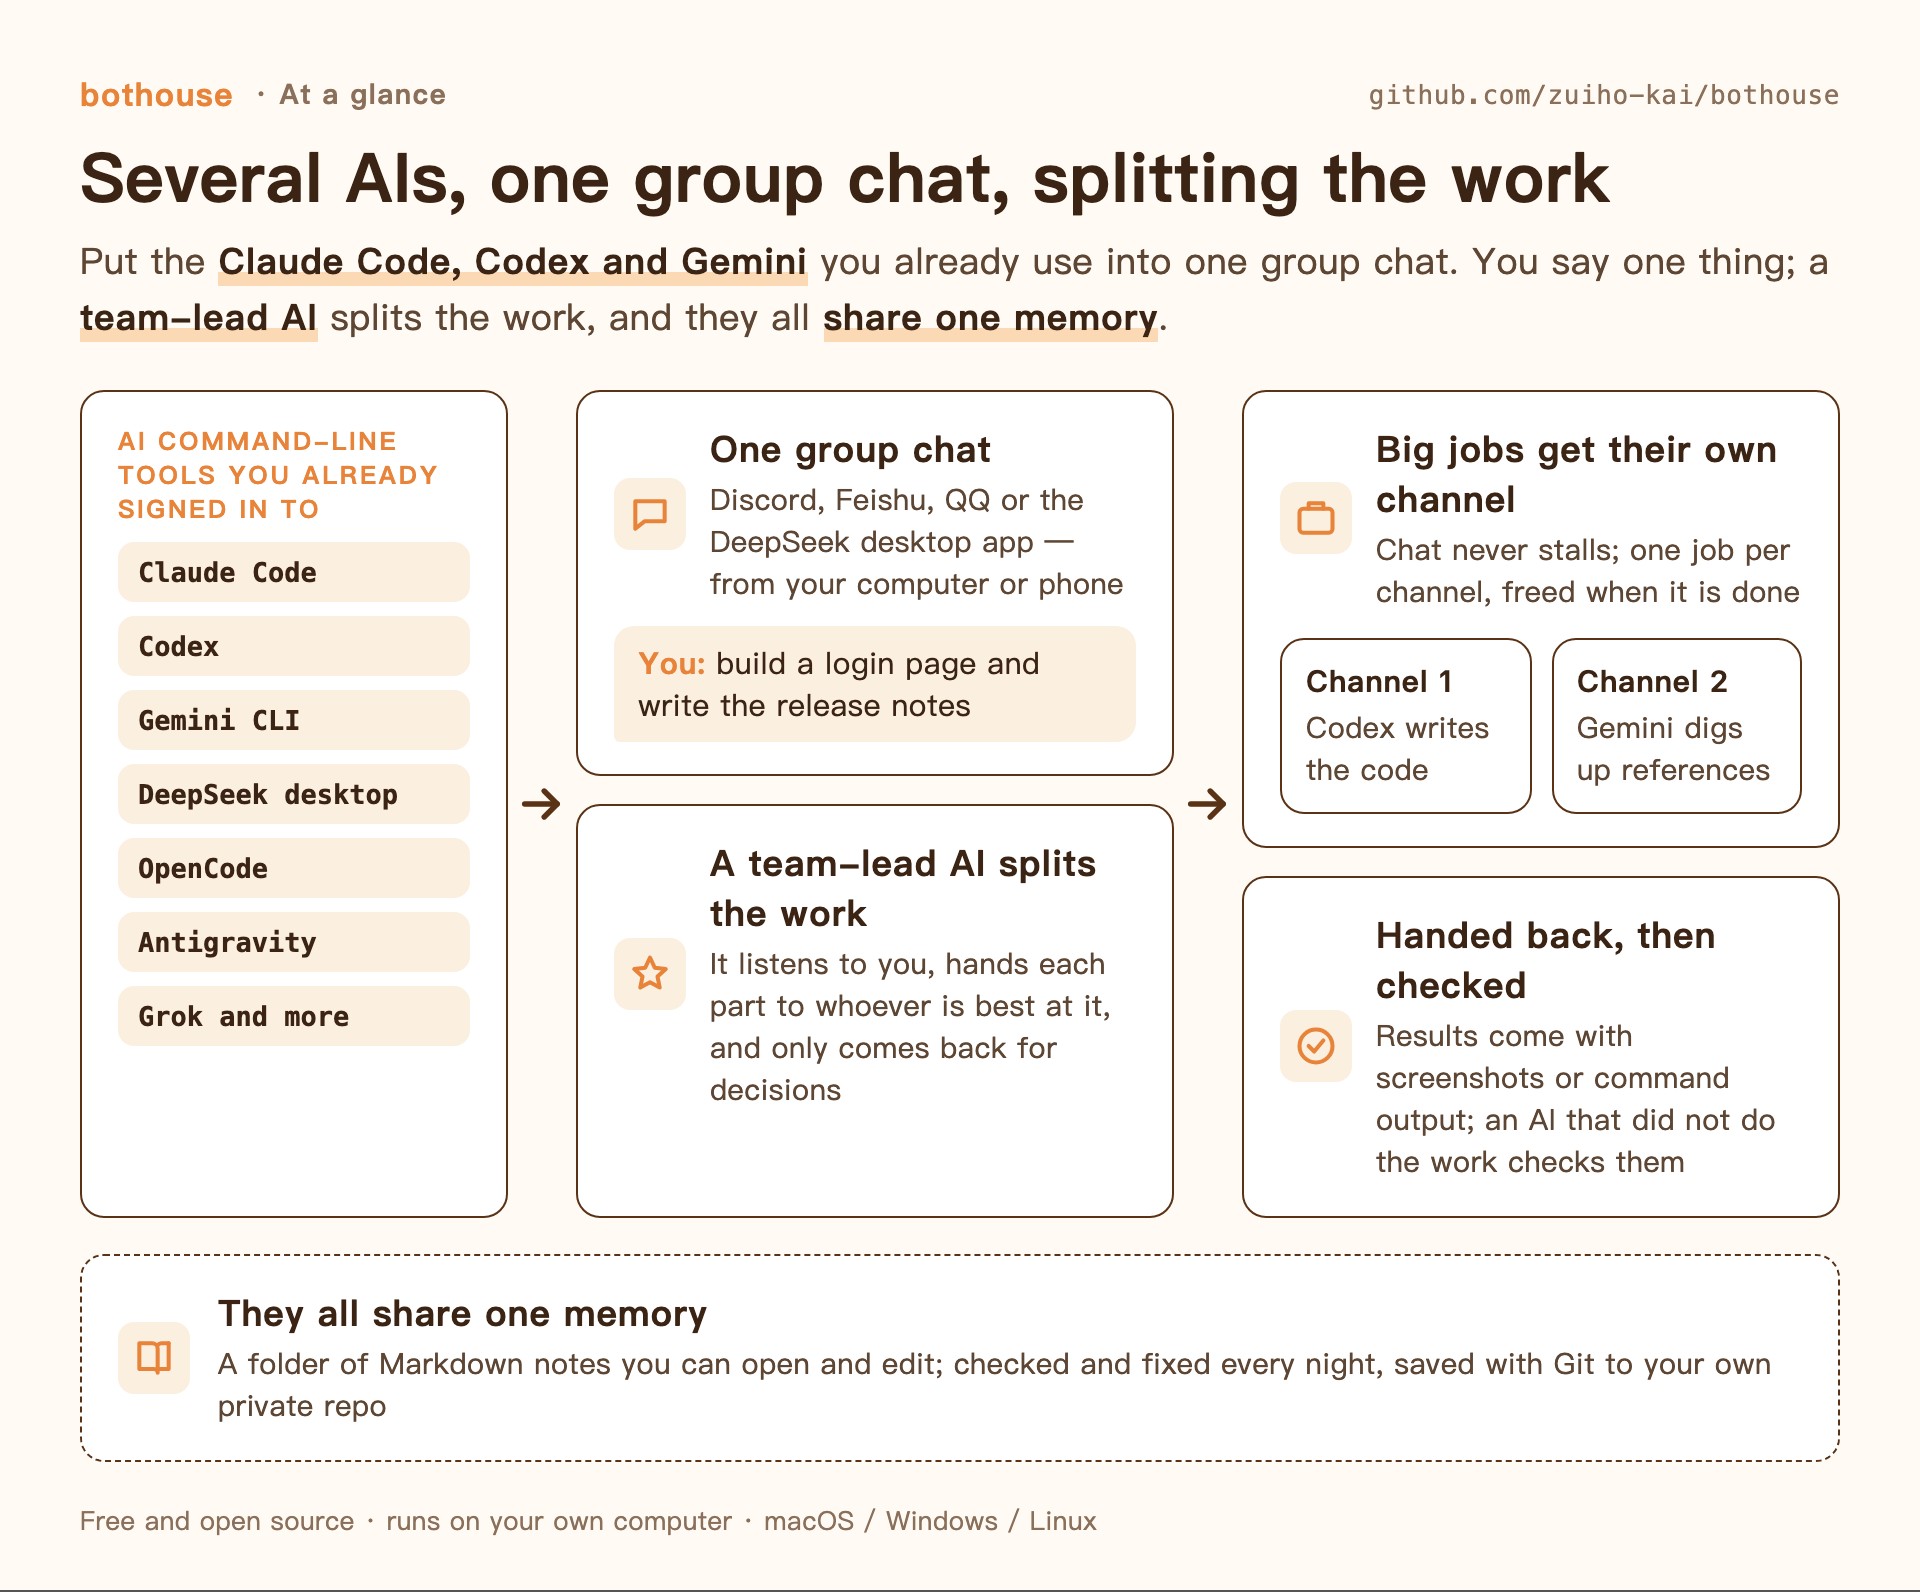 bothouse · At a glance
github.com/zuiho-kai/bothouse
Several AIs, one group chat, splitting the work
Put the Claude Code, Codex and Gemini you already use into one group chat. You say one thing; a
team-lead AI splits the work, and they all share one memory.
AI COMMAND-LINE
TOOLS YOU ALREADY
SIGNED IN TO
Claude Code
Codex
Gemini CLI
DeepSeek desktop
OpenCode
Antigravity
Grok and more
One group chat
Discord, Feishu, QQ or the
DeepSeek desktop app —
from your computer or phone
You: build a login page and
write the release notes
A team-lead AI splits
the work
It listens to you, hands each
part to whoever is best at it,
and only comes back for
decisions
Big jobs get their own
channel
Chat never stalls; one job per
channel, freed when it is done
Channel 1
Codex writes
the code
Channel 2
Gemini digs
up references
Handed back, then
checked
Results come with
screenshots or command
output; an AI that did not do
the work checks them
They all share one memory
A folder of Markdown notes you can open and edit; checked and fixed every night, saved with Git to your own
private repo
Free and open source · runs on your own computer · macOS / Windows / Linux